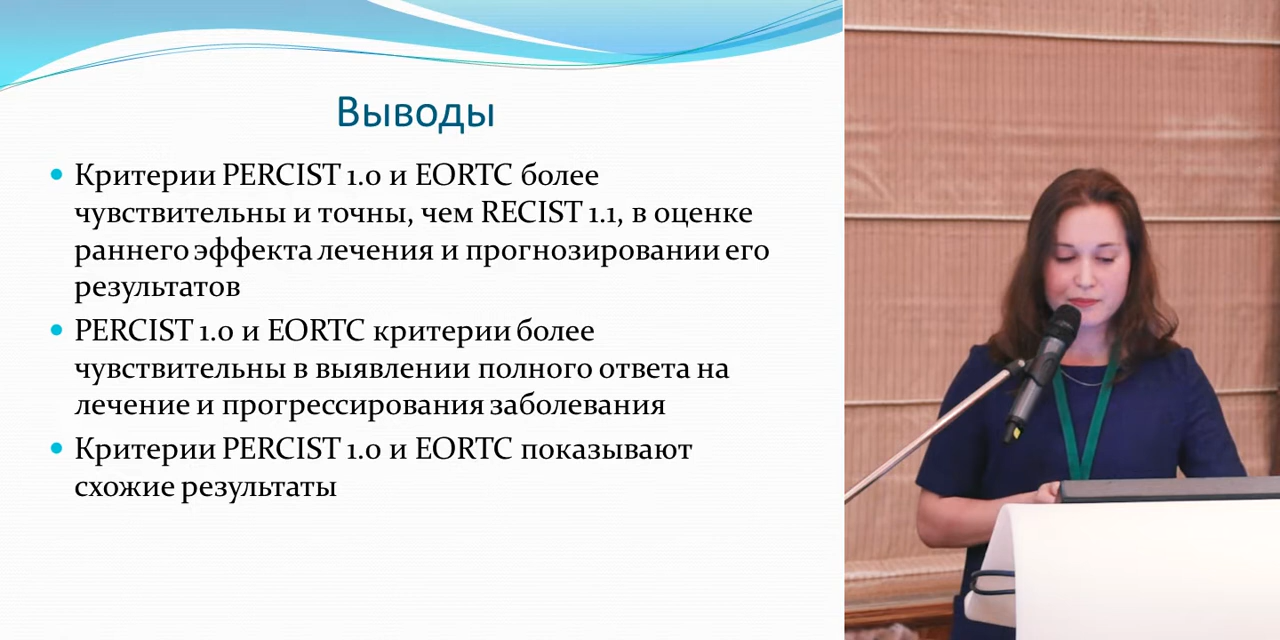 Выводы
Критерии PERCIST 1.0 и EORTC более
чувствительны и точны, чем RECIST 1.1, в оценке
раннего эффекта лечения и прогнозировании его
результатов
PERCIST 1.0 и EORTC критерии более
чувствительны в выявлении полного ответа на
лечение и прогрессирования заболевания
Критерии PERCIST 1.0 и EORTC показывают
схожие результаты